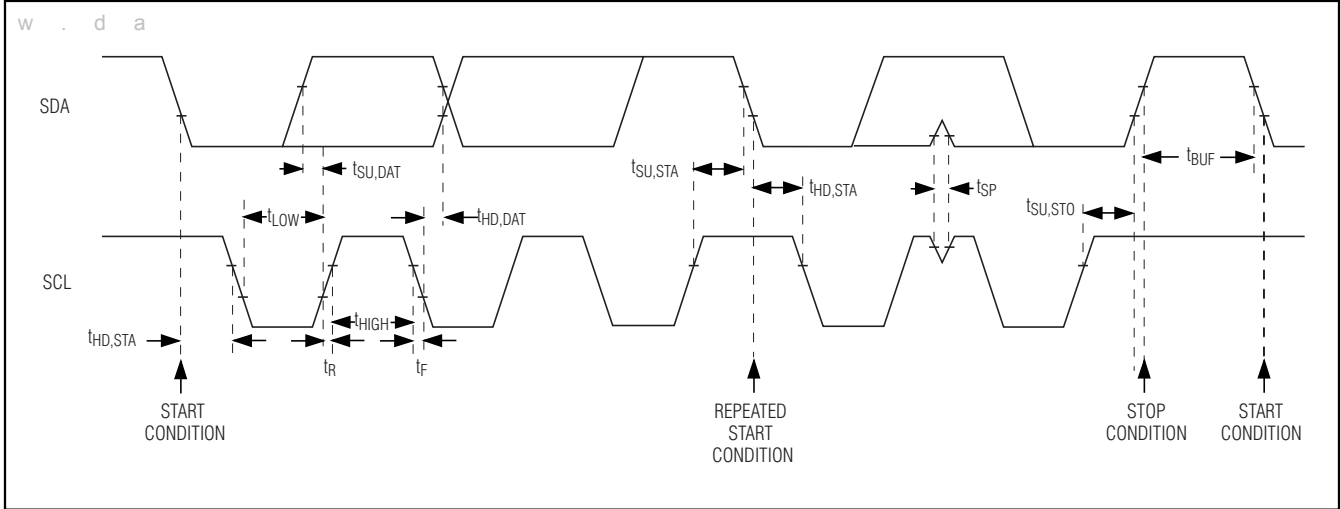 w . d a
SDA
tSU,DAT
tSU,STA
tHD,STA
tSP
tBUF
tLOW
tHD,DAT
tSU,STO
SCL
tHIGH
tHD,STA
tR
tF
START
CONDITION
REPEATED
START
CONDITION
STOP
CONDITION
START
CONDITION